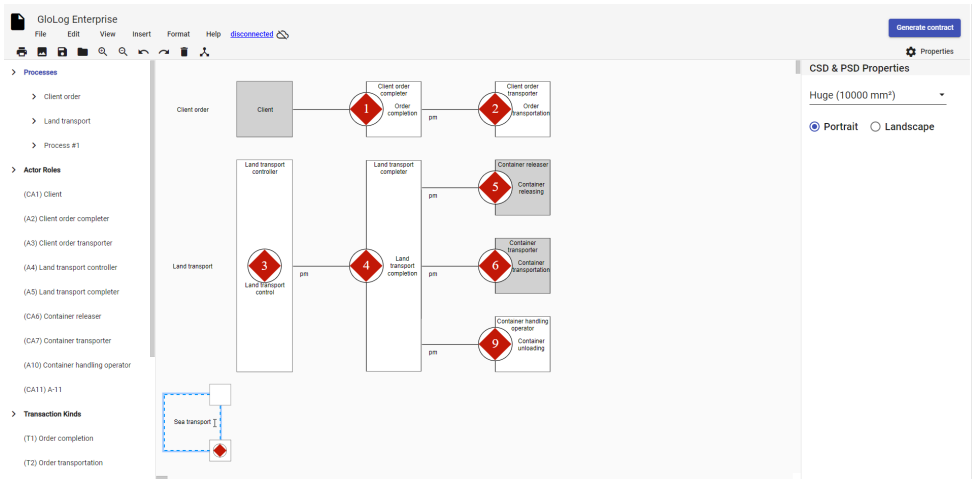 GloLog Enterprise
File Edit View Insert Format Help disconnected
Generate contract
Properties
Processes
Client order
Land transport
Process #1
Actor Roles
(CA1) Client
(A2) Client order completer
(A3) Client order transporter
(A4) Land transport controller
(A5) Land transport completer
(CA6) Container releaser
(CA7) Container transporter
(A10) Container handling operator
(CA11) A-11
Transaction Kinds
(T1) Order completion
(T2) Order transportation
Client order
Client
Client order
completer
1
Order
completion
pm
Client order
transporter
2
Order
transportation
Land transport
Land transport
controller
3
Land transport
control
pm
Land transport
completer
4
Land
transport
completion
pm
Container releaser
5
Container
releasing
pm
Container
transporter
6
Container
transportation
pm
Container handling
operator
9
Container
unloading
Sea transport
CSD & PSD Properties
Huge (10000 mm²)
Portrait Landscape